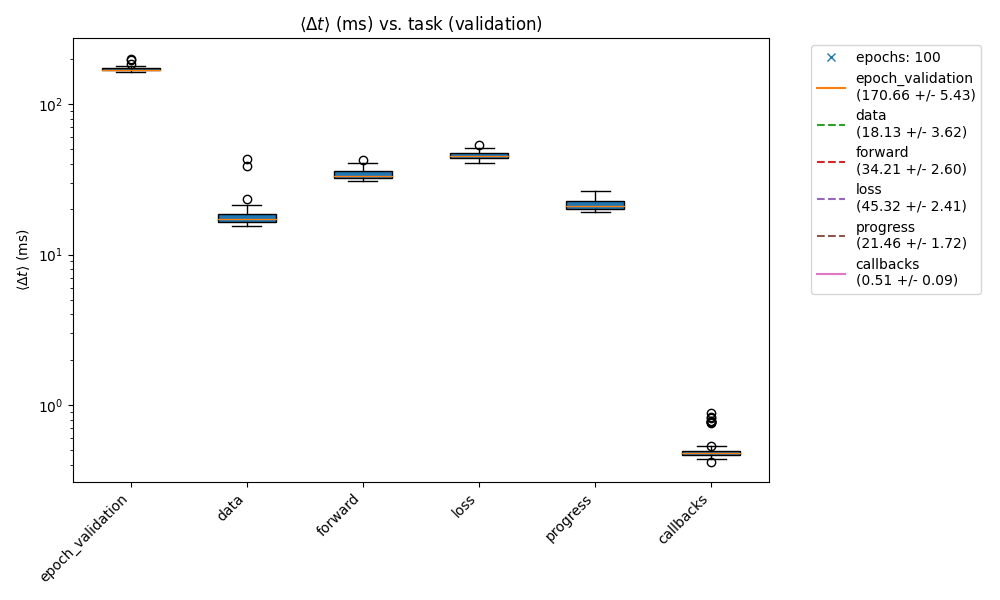 ⟨Δt⟩ (ms) vs. task (validation)
⟨Δt⟩ (ms)
10²
10¹
10⁰
epoch_validation
data
forward
loss
progress
callbacks
epochs: 100
epoch_validation
(170.66 +/- 5.43)
data
(18.13 +/- 3.62)
forward
(34.21 +/- 2.60)
loss
(45.32 +/- 2.41)
progress
(21.46 +/- 1.72)
callbacks
(0.51 +/- 0.09)